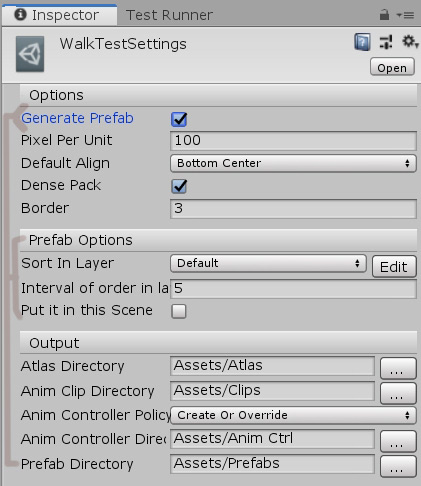 Inspector Test Runner
WalkTestSettings
Open
Options
Generate Prefab
Pixel Per Unit 100
Default Align Bottom Center
Dense Pack
Border 3
Prefab Options
Sort In Layer Default Edit
Interval of order in la 5
Put it in this Scene
Output
Atlas Directory Assets/Atlas ...
Anim Clip Directory Assets/Clips ...
Anim Controller Policy Create Or Override
Anim Controller Direc Assets/Anim Ctrl ...
Prefab Directory Assets/Prefabs ...